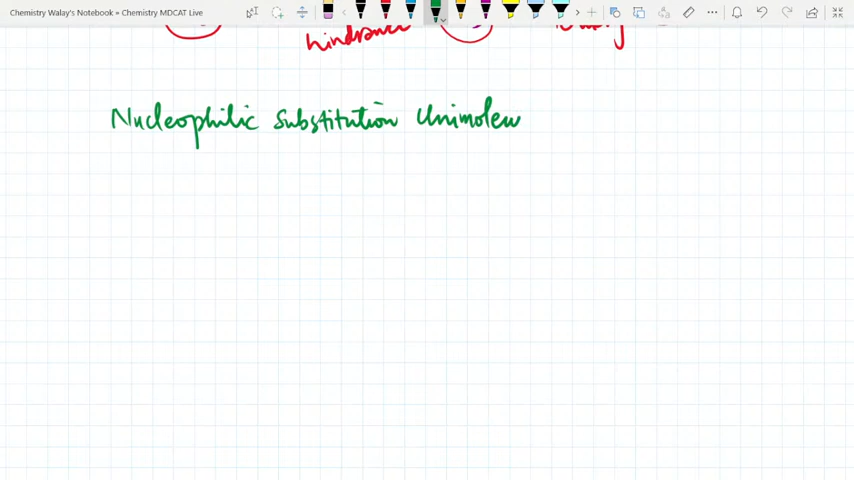 Chemistry Walay's Notebook » Chemistry MDCAT Live
hindrance
Nucleophilic Substitution Unimolew